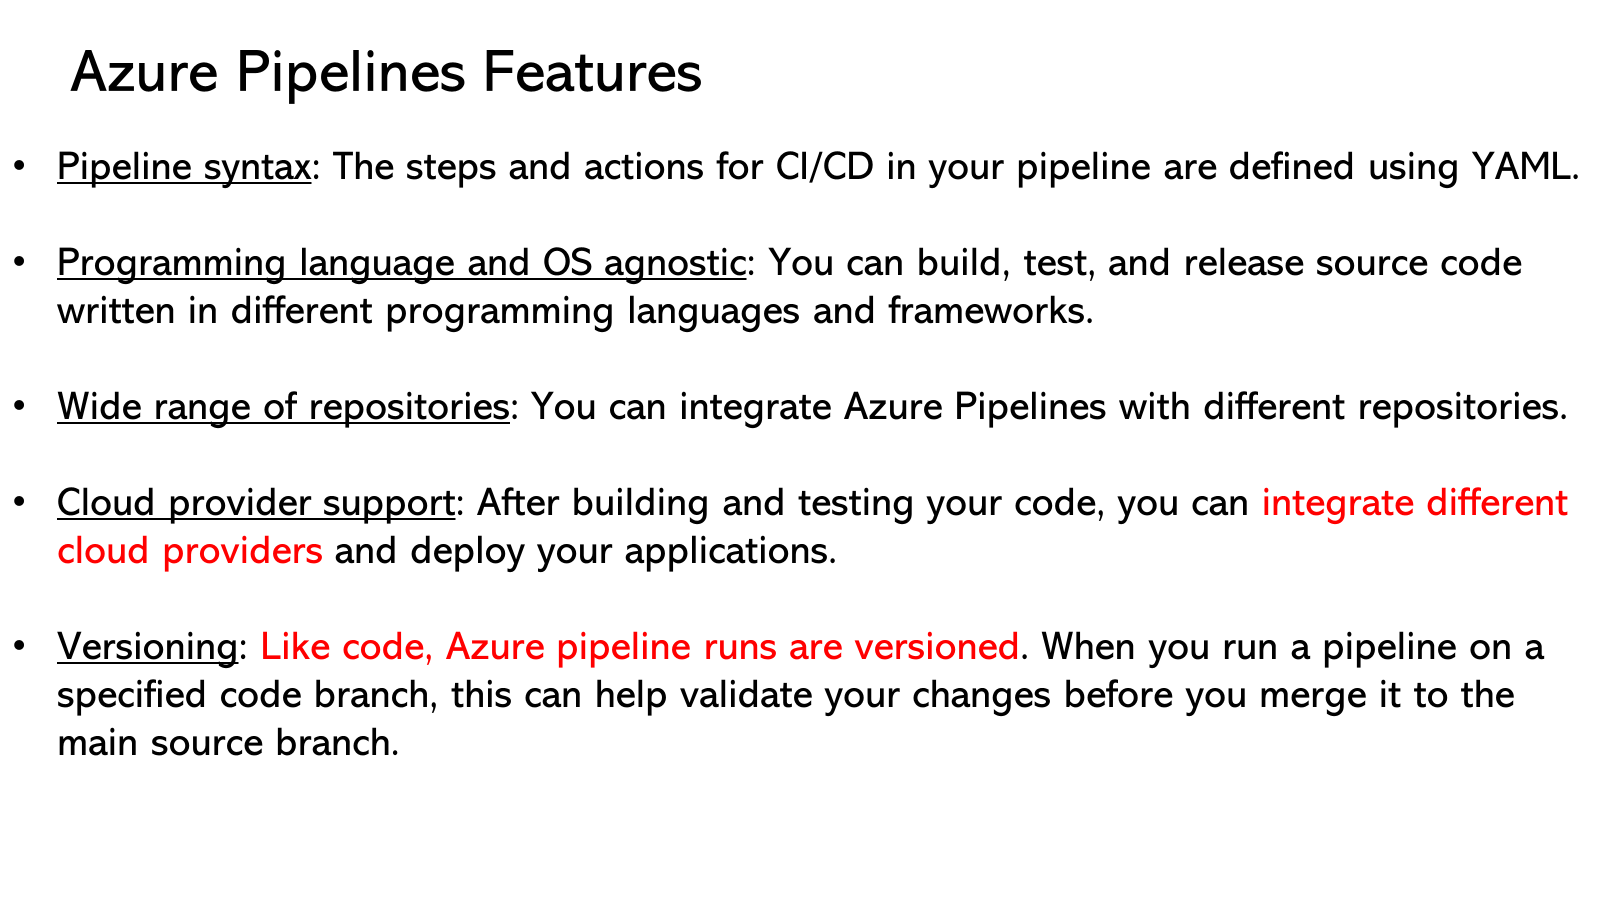 Azure Pipelines Features
• Pipeline syntax: The steps and actions for CI/CD in your pipeline are defined using YAML.
• Programming language and OS agnostic: You can build, test, and release source code
written in different programming languages and frameworks.
• Wide range of repositories: You can integrate Azure Pipelines with different repositories.
• Cloud provider support: After building and testing your code, you can integrate different
cloud providers and deploy your applications.
• Versioning: Like code, Azure pipeline runs are versioned. When you run a pipeline on a
specified code branch, this can help validate your changes before you merge it to the
main source branch.